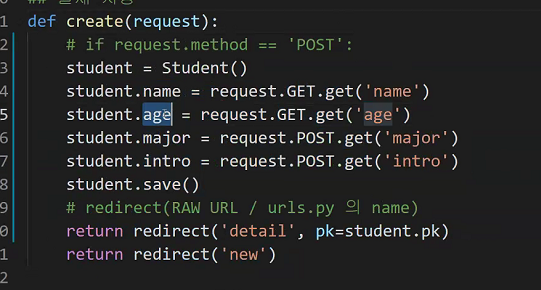 1 def create(request):
2 # if request.method == 'POST':
3 student = Student()
4 student.name = request.GET.get('name')
5 student.age = request.GET.get('age')
6 student.major = request.POST.get('major')
7 student.intro = request.POST.get('intro')
8 student.save()
9 # redirect(RAW URL / urls.py 의 name)
0 return redirect('detail', pk=student.pk)
1 return redirect('new')
2